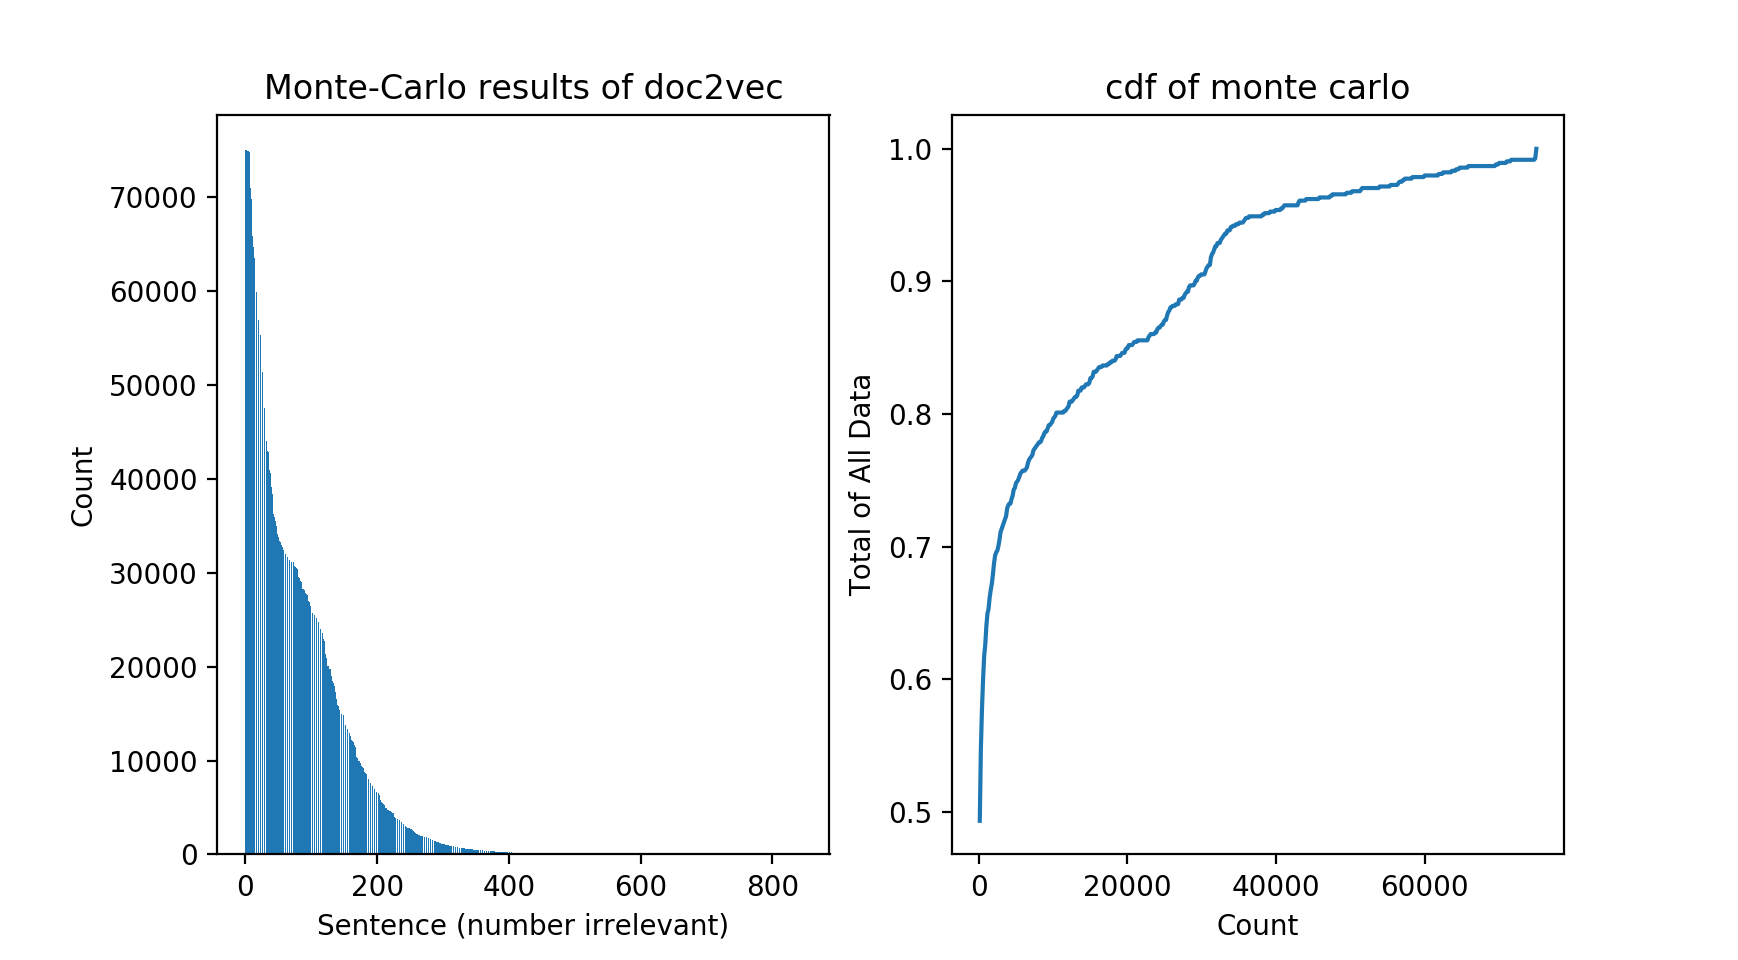 Monte-Carlo results of doc2vec
70000
60000
50000
40000
30000
20000
10000
0
Count
0 200 400 600 800
Sentence (number irrelevant)
cdf of monte carlo
1.0
0.9
0.8
0.7
0.6
0.5
Total of All Data
0 20000 40000 60000
Count